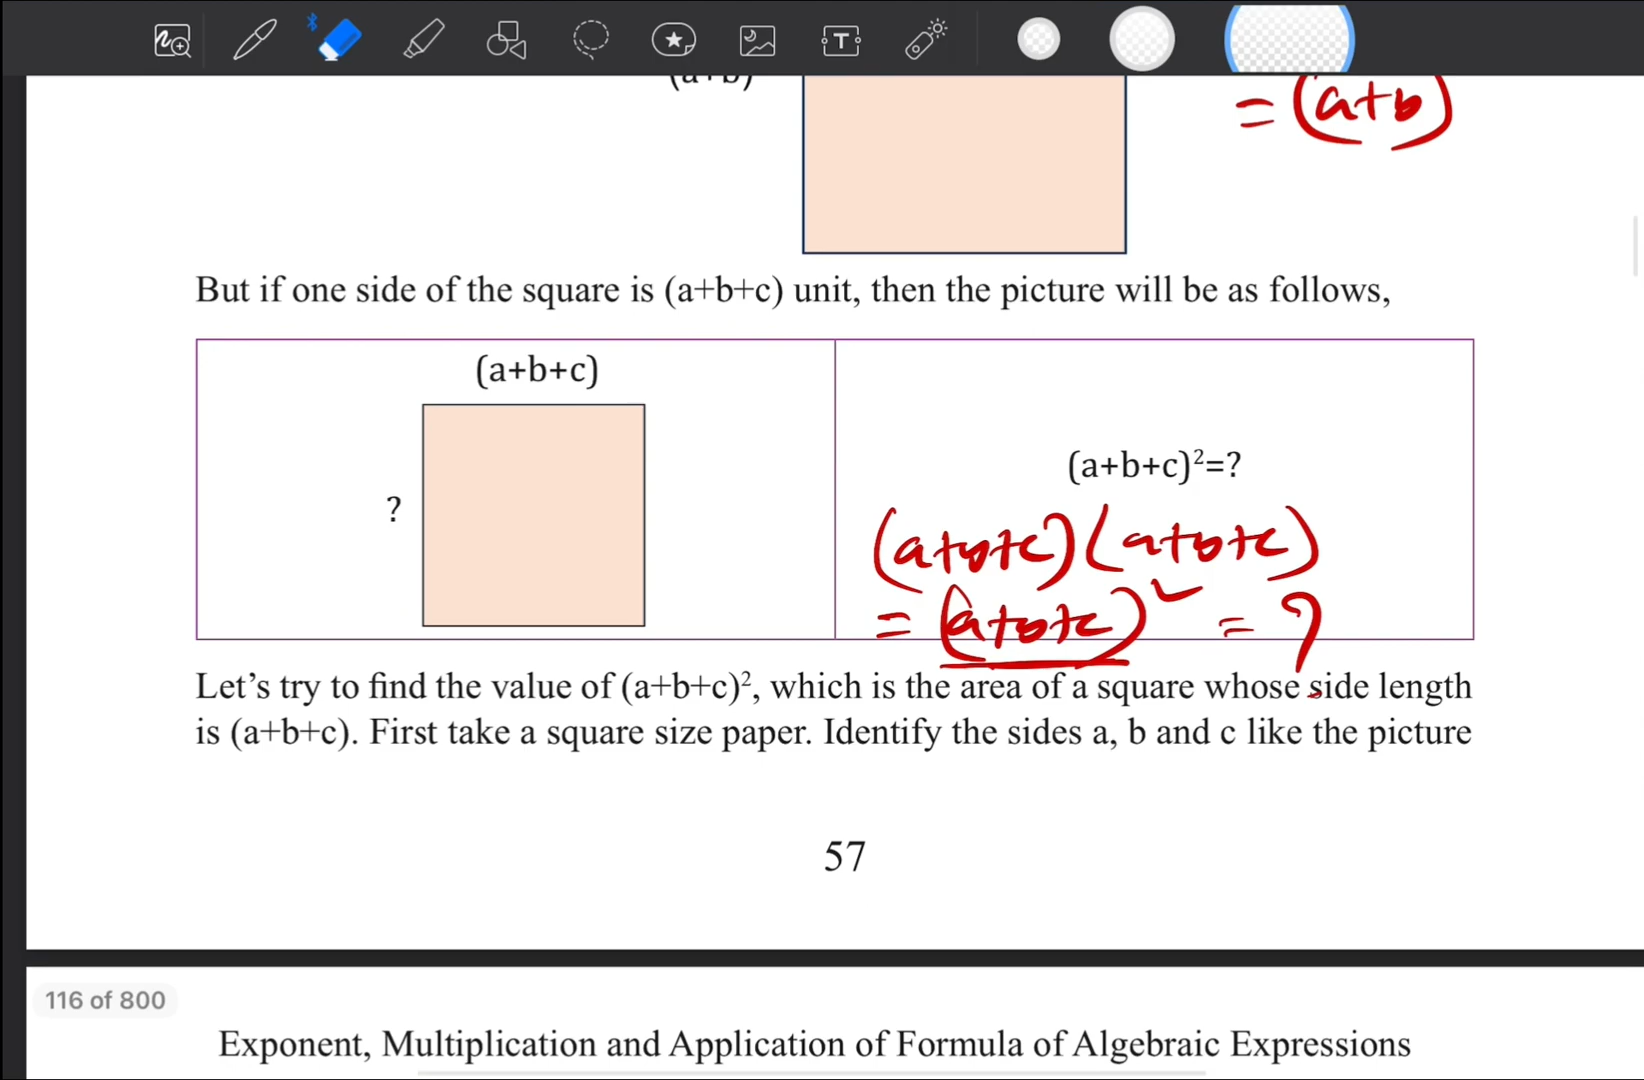 T
(a+b)
= (a+b)
But if one side of the square is (a+b+c) unit, then the picture will be as follows,
(a+b+c)
?
(a+b+c)²=?
(a+b+c)(a+b+c)
= (a+b+c)² = ?
Let’s try to find the value of (a+b+c)², which is the area of a square whose side length
is (a+b+c). First take a square size paper. Identify the sides a, b and c like the picture
57
116 of 800
Exponent, Multiplication and Application of Formula of Algebraic Expressions